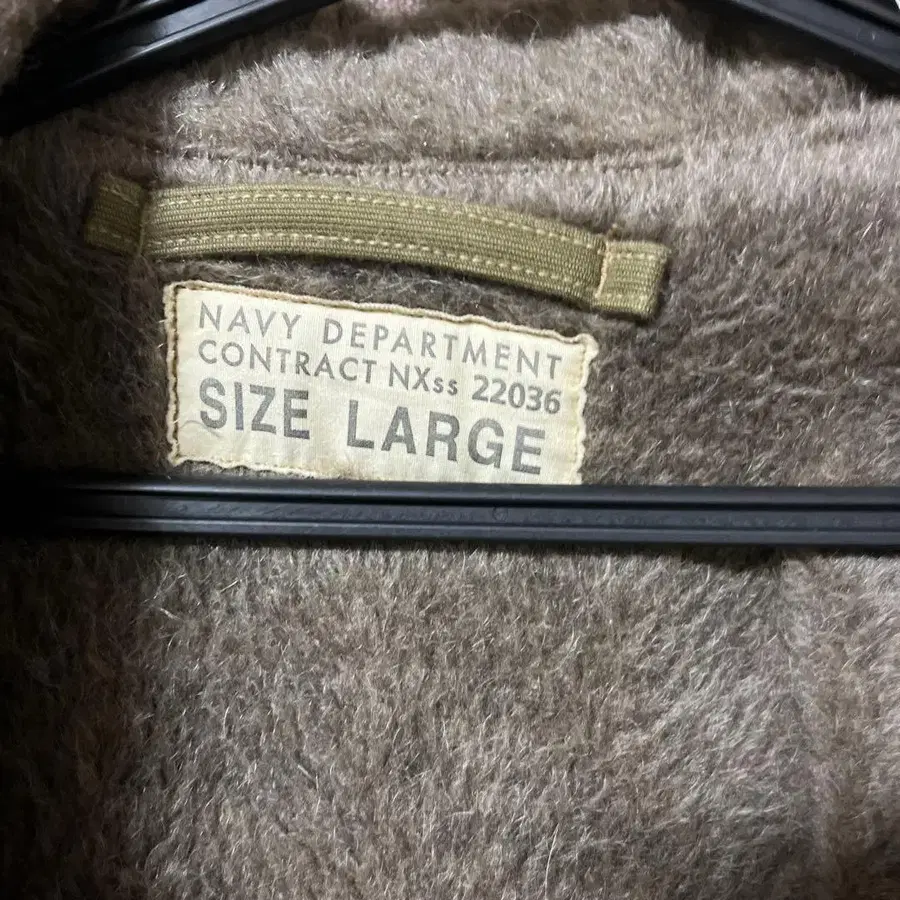 NAVY DEPARTMENT
CONTRACT NXss 22036
SIZE LARGE